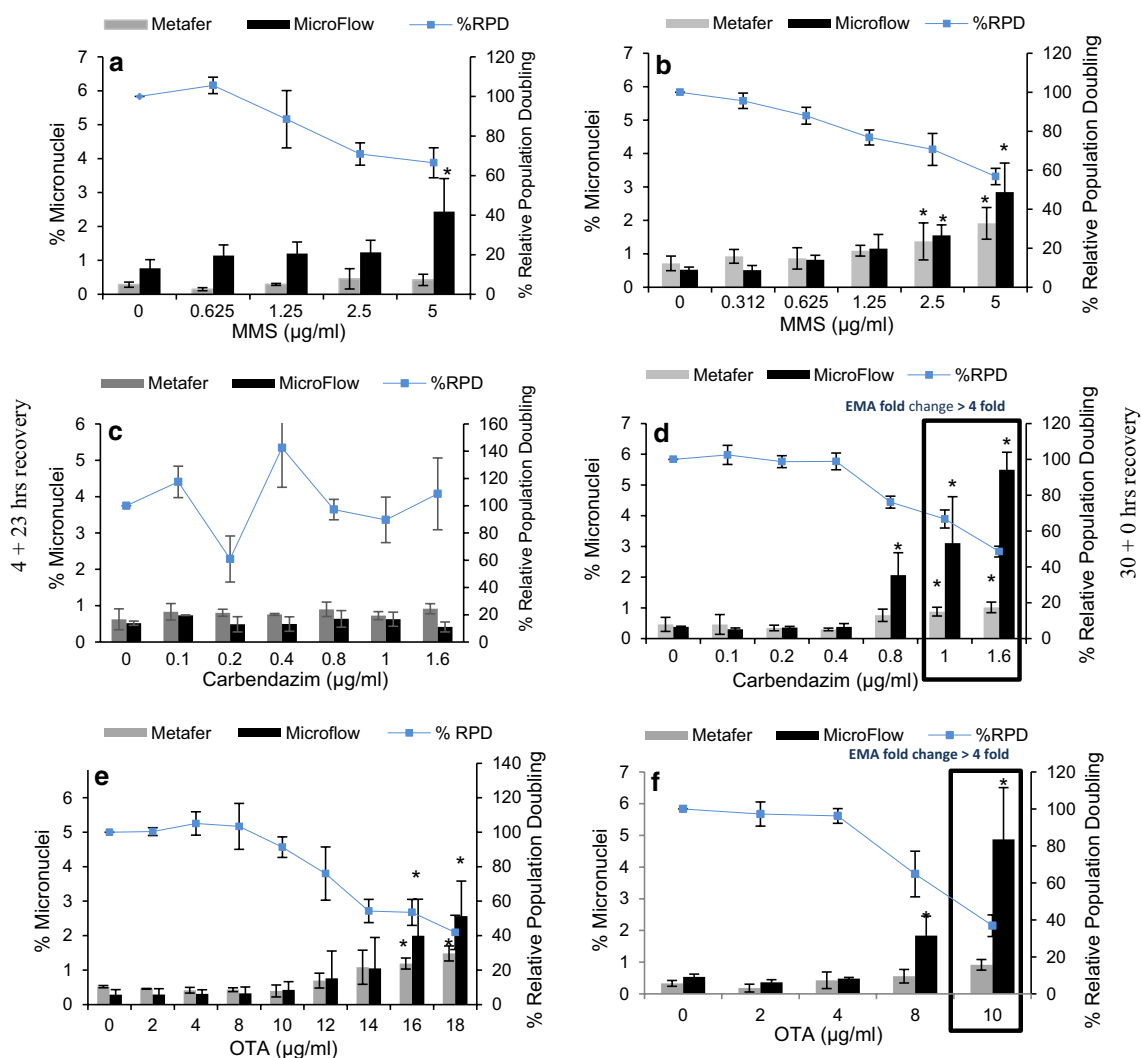 Metafer MicroFlow %RPD
a
7
6
5
4
3
2
1
0
% Micronuclei
120
100
80
60
40
20
0
% Relative Population Doubling
*
0 0.625 1.25 2.5 5
MMS (µg/ml)
Metafer MicroFlow %RPD
b
7
6
5
4
3
2
1
0
% Micronuclei
120
100
80
60
40
20
0
% Relative Population Doubling
* * * *
0 0.312 0.625 1.25 2.5 5
MMS (µg/ml)
4 + 23 hrs recovery
Metafer MicroFlow %RPD
c
6
5
4
3
2
1
0
% Micronuclei
160
140
120
100
80
60
40
20
0
% Relative Population Doubling
0 0.1 0.2 0.4 0.8 1 1.6
Carbendazim (µg/ml)
Metafer MicroFlow %RPD
EMA fold change > 4 fold
d
7
6
5
4
3
2
1
0
% Micronuclei
120
100
80
60
40
20
0
% Relative Population Doubling
* * * * *
0 0.1 0.2 0.4 0.8 1 1.6
Carbendazim (µg/ml)
30 + 0 hrs recovery
Metafer Microflow % RPD
e
6
5
4
3
2
1
0
% Micronuclei
140
120
100
80
60
40
20
0
% Relative Population Doubling
* * * *
0 2 4 8 10 12 14 16 18
OTA (µg/ml)
Metafer MicroFlow %RPD
EMA fold change > 4 fold
f
7
6
5
4
3
2
1
0
% Micronuclei
120
100
80
60
40
20
0
% Relative Population Doubling
* *
0 2 4 8 10
OTA (µg/ml)